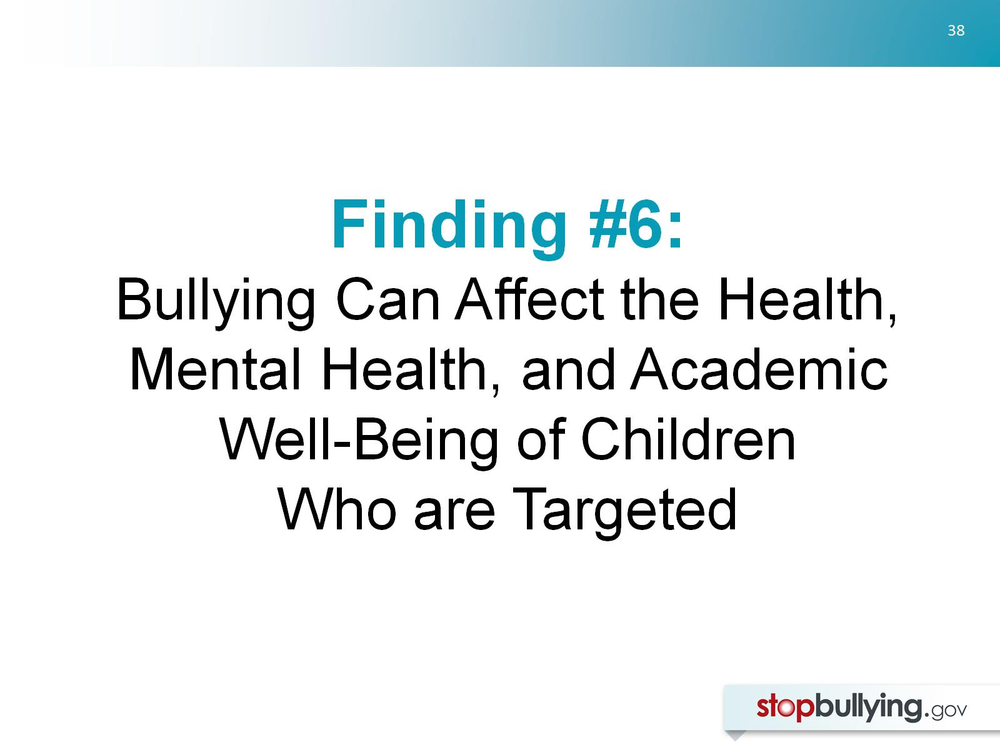 38
Finding #6:
Bullying Can Affect the Health,
Mental Health, and Academic
Well-Being of Children
Who are Targeted
stopbullying.gov